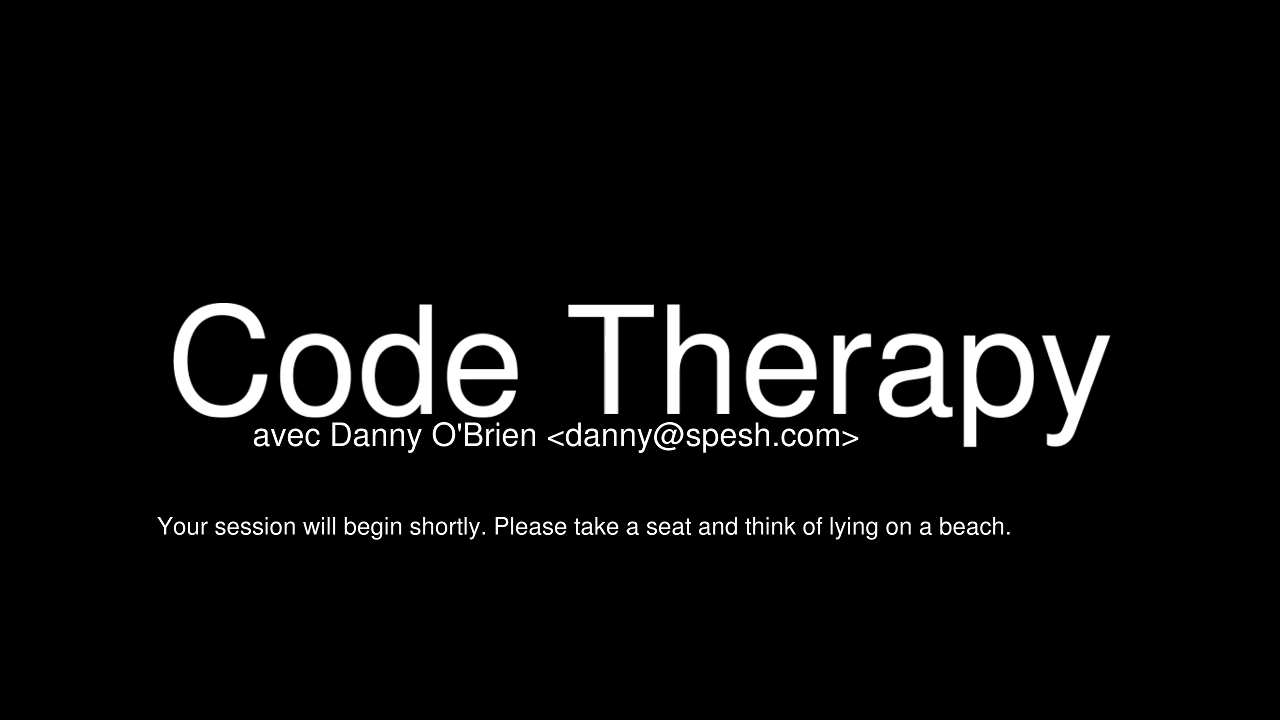 Code Therapy
avec Danny O'Brien <danny@spesh.com>
Your session will begin shortly. Please take a seat and think of lying on a beach.